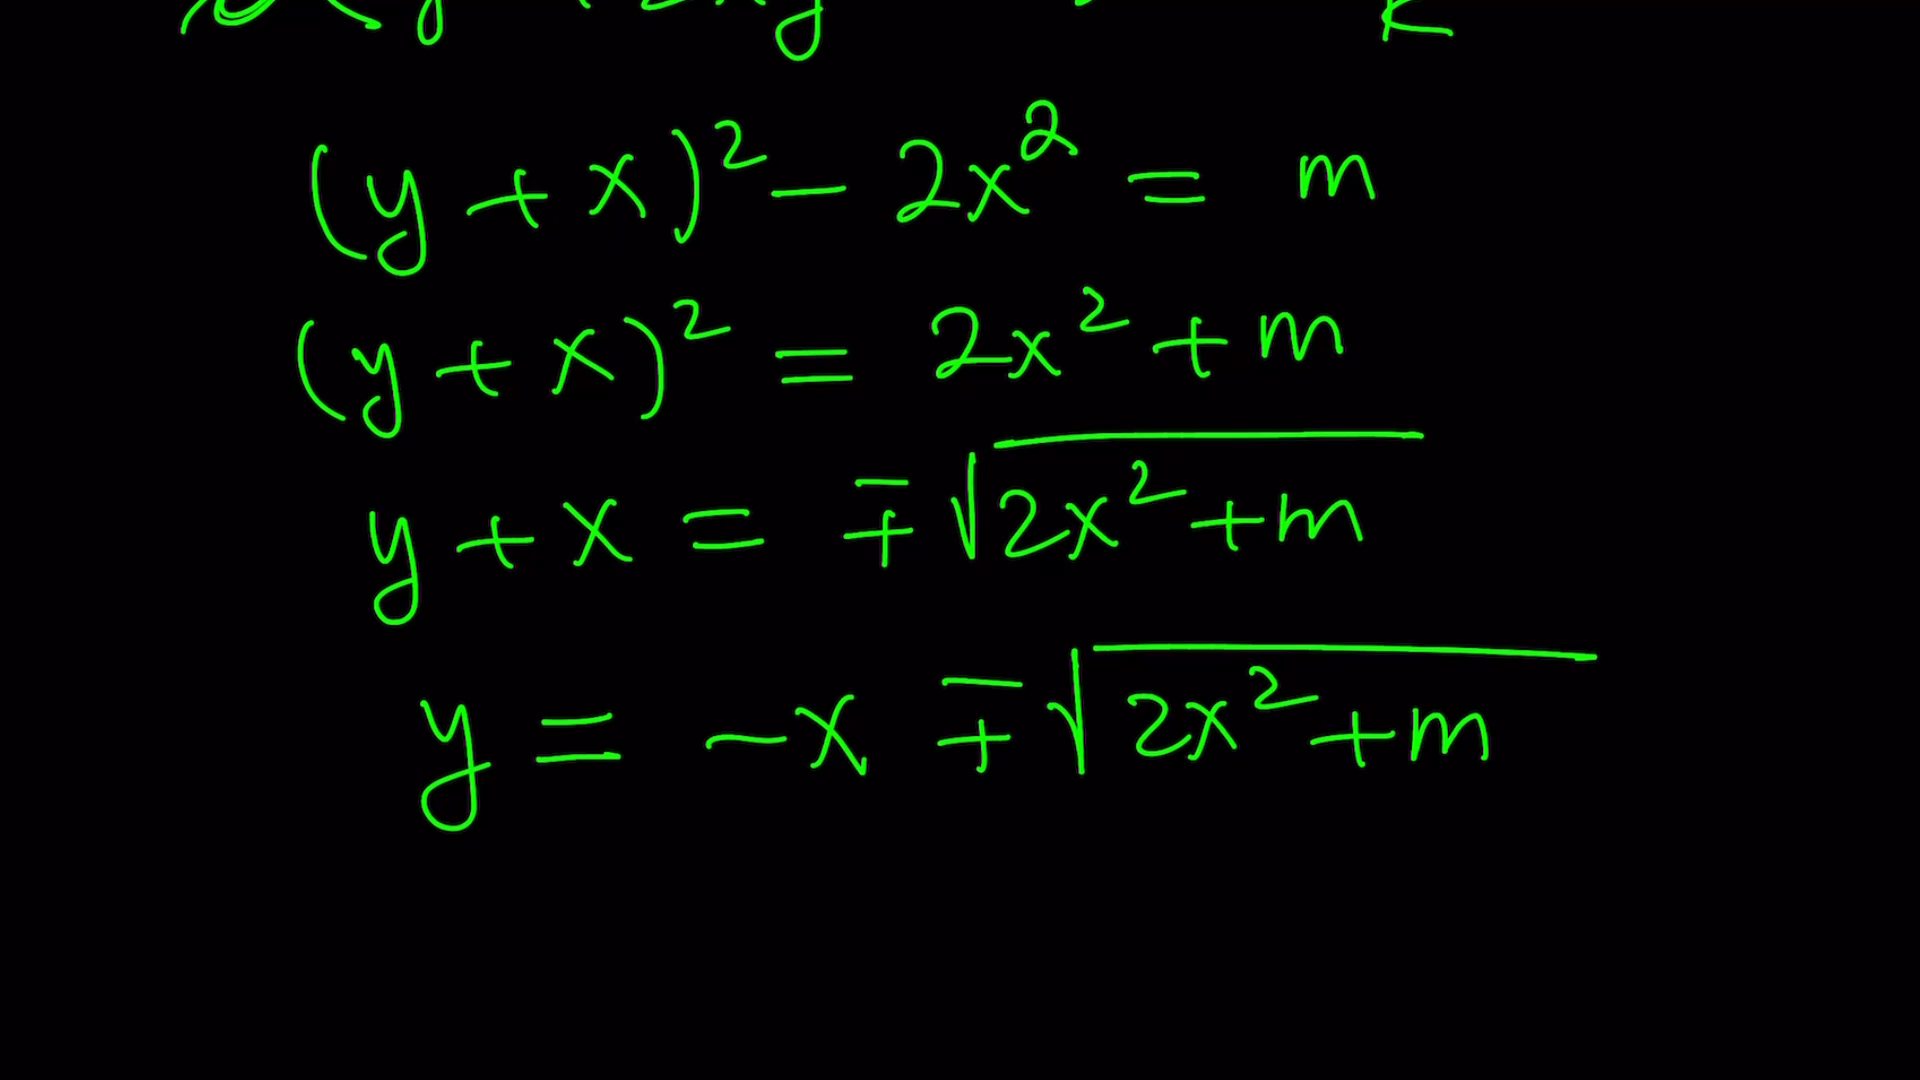 (y + x)² − 2x² = m
(y + x)² = 2x² + m
y + x = ∓√(2x² + m)
y = −x ∓√(2x² + m)